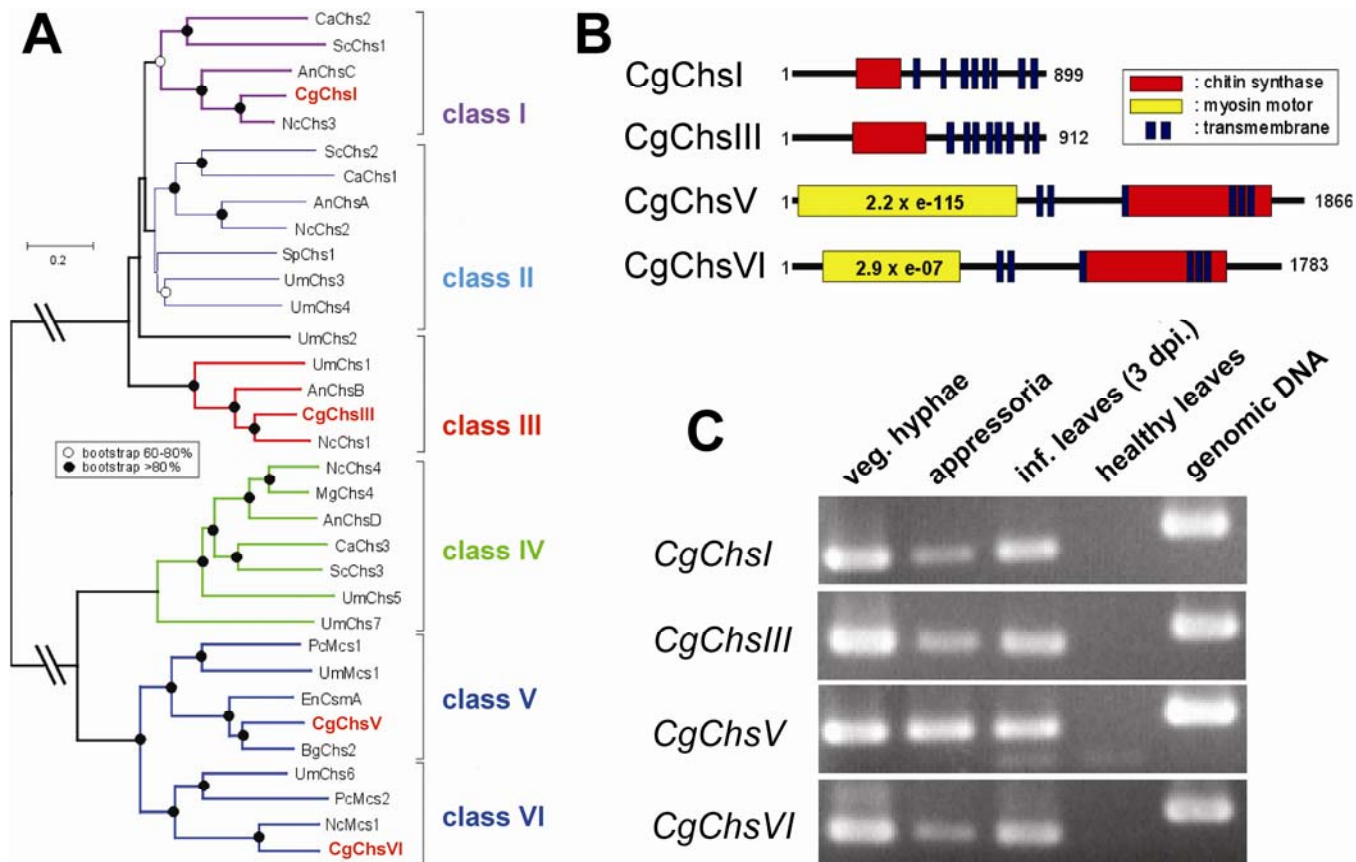 A
CaChs2
ScChs1
AnChsC
CgChsI
NcChs3
class I
ScChs2
CaChs1
AnChsA
NcChs2
SpChs1
UmChs3
UmChs4
class II
0.2
UmChs2
UmChs1
AnChsB
CgChsIII
NcChs1
class III
bootstrap 60-80%
bootstrap >80%
NcChs4
MgChs4
AnChsD
CaChs3
ScChs3
UmChs5
UmChs7
class IV
PcMcs1
UmMcs1
EnCsmA
CgChsV
BgChs2
class V
UmChs6
PcMcs2
NcMcs1
CgChsVI
class VI
B
CgChsI 1 899
CgChsIII 1 912
CgChsV 1 2.2 x e-115 1866
CgChsVI 1 2.9 x e-07 1783
: chitin synthase
: myosin motor
: transmembrane
C
veg. hyphae
appressoria
inf. leaves (3 dpi.)
healthy leaves
genomic DNA
CgChsI
CgChsIII
CgChsV
CgChsVI